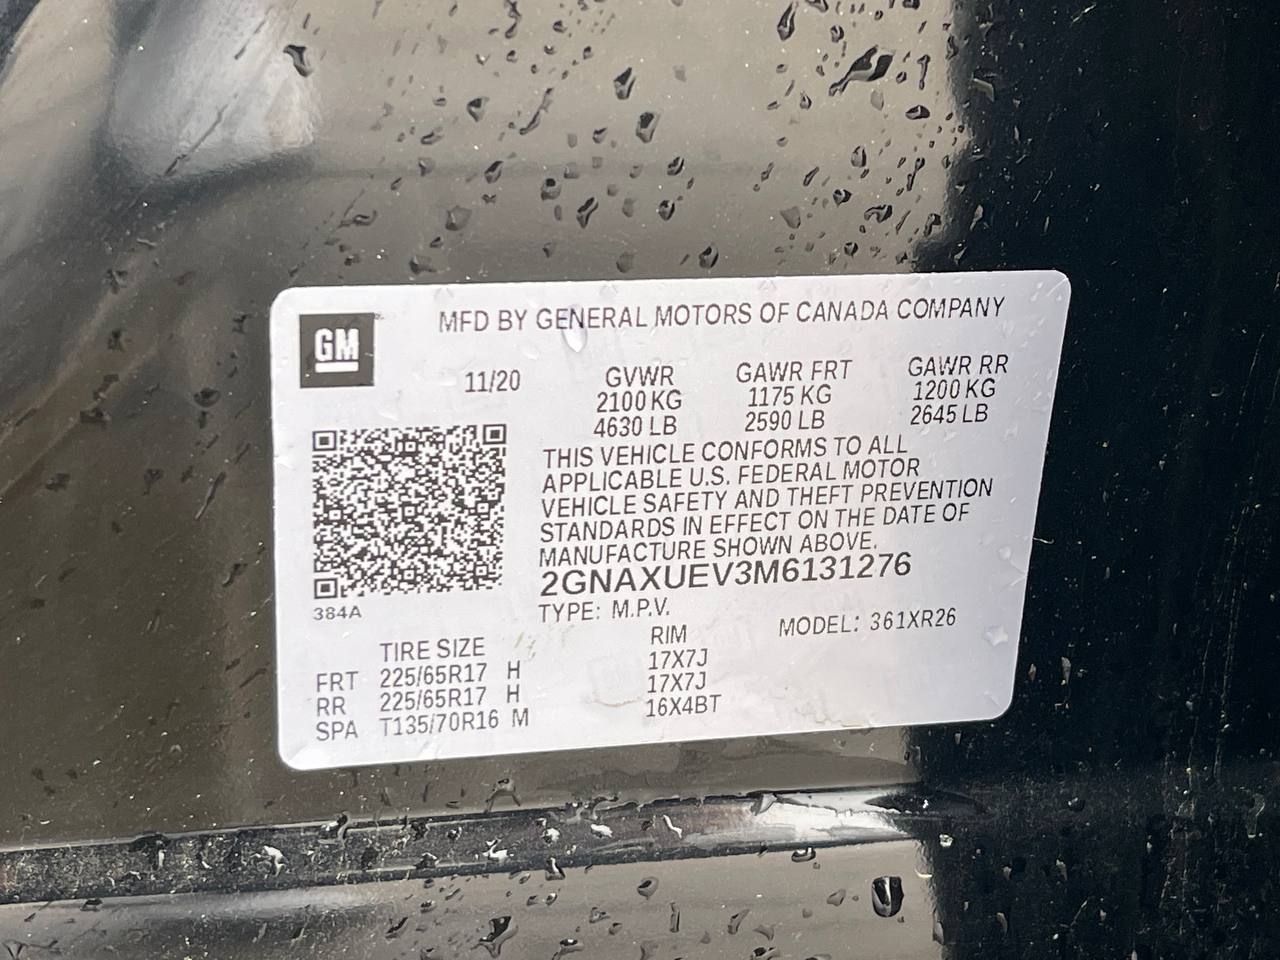 GM
MFD BY GENERAL MOTORS OF CANADA COMPANY
11/20
GVWR GAWR FRT GAWR RR
2100 KG 1175 KG 1200 KG
4630 LB 2590 LB 2645 LB
THIS VEHICLE CONFORMS TO ALL
APPLICABLE U.S. FEDERAL MOTOR
VEHICLE SAFETY AND THEFT PREVENTION
STANDARDS IN EFFECT ON THE DATE OF
MANUFACTURE SHOWN ABOVE.
2GNAXUEV3M6131276
384A
TYPE: M.P.V. MODEL: 361XR26
TIRE SIZE RIM
FRT 225/65R17 H 17X7J
RR 225/65R17 H 17X7J
SPA T135/70R16 M 16X4BT